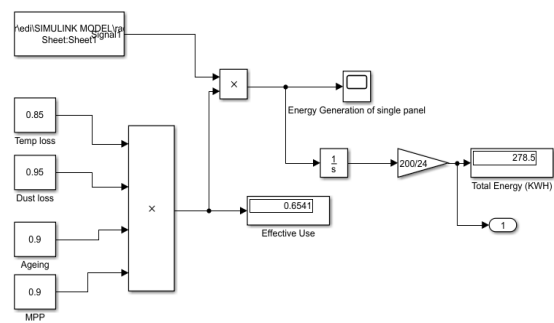 r\edi\SIMULINK MODEL\ra
Sheet:Sheet1
Signal1
×
Energy Generation of single panel
0.85
Temp loss
0.95
Dust loss
×
0.9
Ageing
0.9
MPP
0.6541
Effective Use
1
s
200/24
278.5
Total Energy (KWH)
1